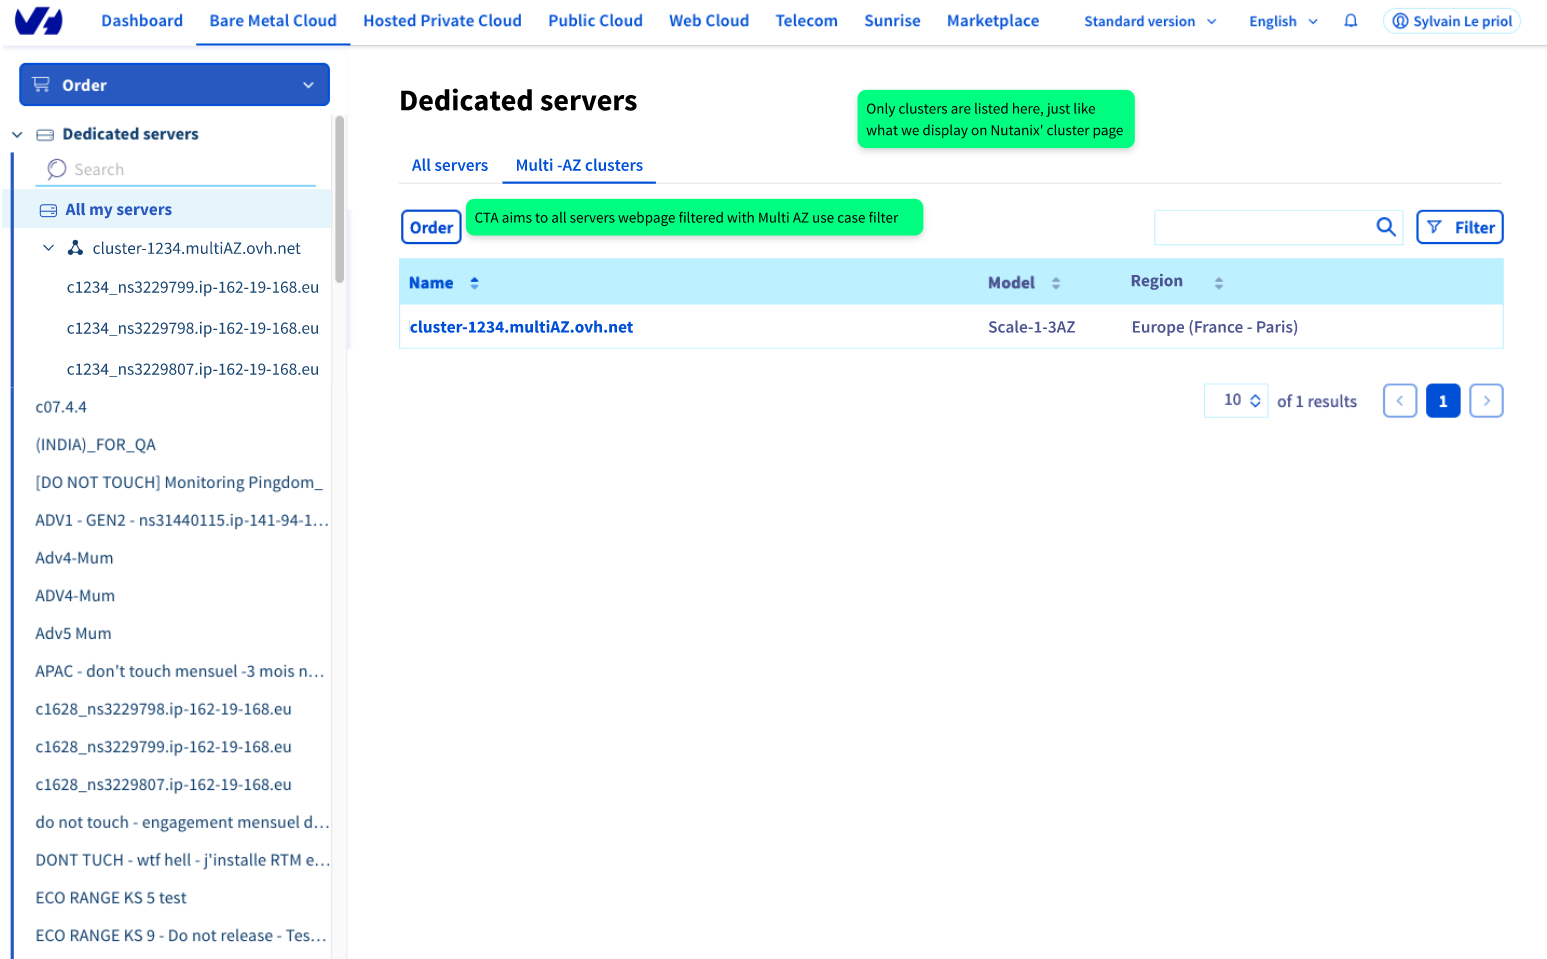 Dashboard Bare Metal Cloud Hosted Private Cloud Public Cloud Web Cloud Telecom Sunrise Marketplace Standard version English Sylvain Le priol
Order
Dedicated servers
Search
All my servers
cluster-1234.multiAZ.ovh.net
c1234_ns3229799.ip-162-19-168.eu
c1234_ns3229798.ip-162-19-168.eu
c1234_ns3229807.ip-162-19-168.eu
c07.4.4
(INDIA)_FOR_QA
[DO NOT TOUCH] Monitoring Pingdom_
ADV1 - GEN2 - ns31440115.ip-141-94-1...
Adv4-Mum
ADV4-Mum
Adv5 Mum
APAC - don't touch mensuel -3 mois n...
c1628_ns3229798.ip-162-19-168.eu
c1628_ns3229799.ip-162-19-168.eu
c1628_ns3229807.ip-162-19-168.eu
do not touch - engagement mensuel d...
DONT TUCH - wtf hell - j'installe RTM e...
ECO RANGE KS 5 test
ECO RANGE KS 9 - Do not release - Tes...
Dedicated servers
Only clusters are listed here, just like
what we display on Nutanix' cluster page
All servers Multi -AZ clusters
Order
CTA aims to all servers webpage filtered with Multi AZ use case filter
Filter
Name Model Region
cluster-1234.multiAZ.ovh.net Scale-1-3AZ Europe (France - Paris)
10 of 1 results < 1 >